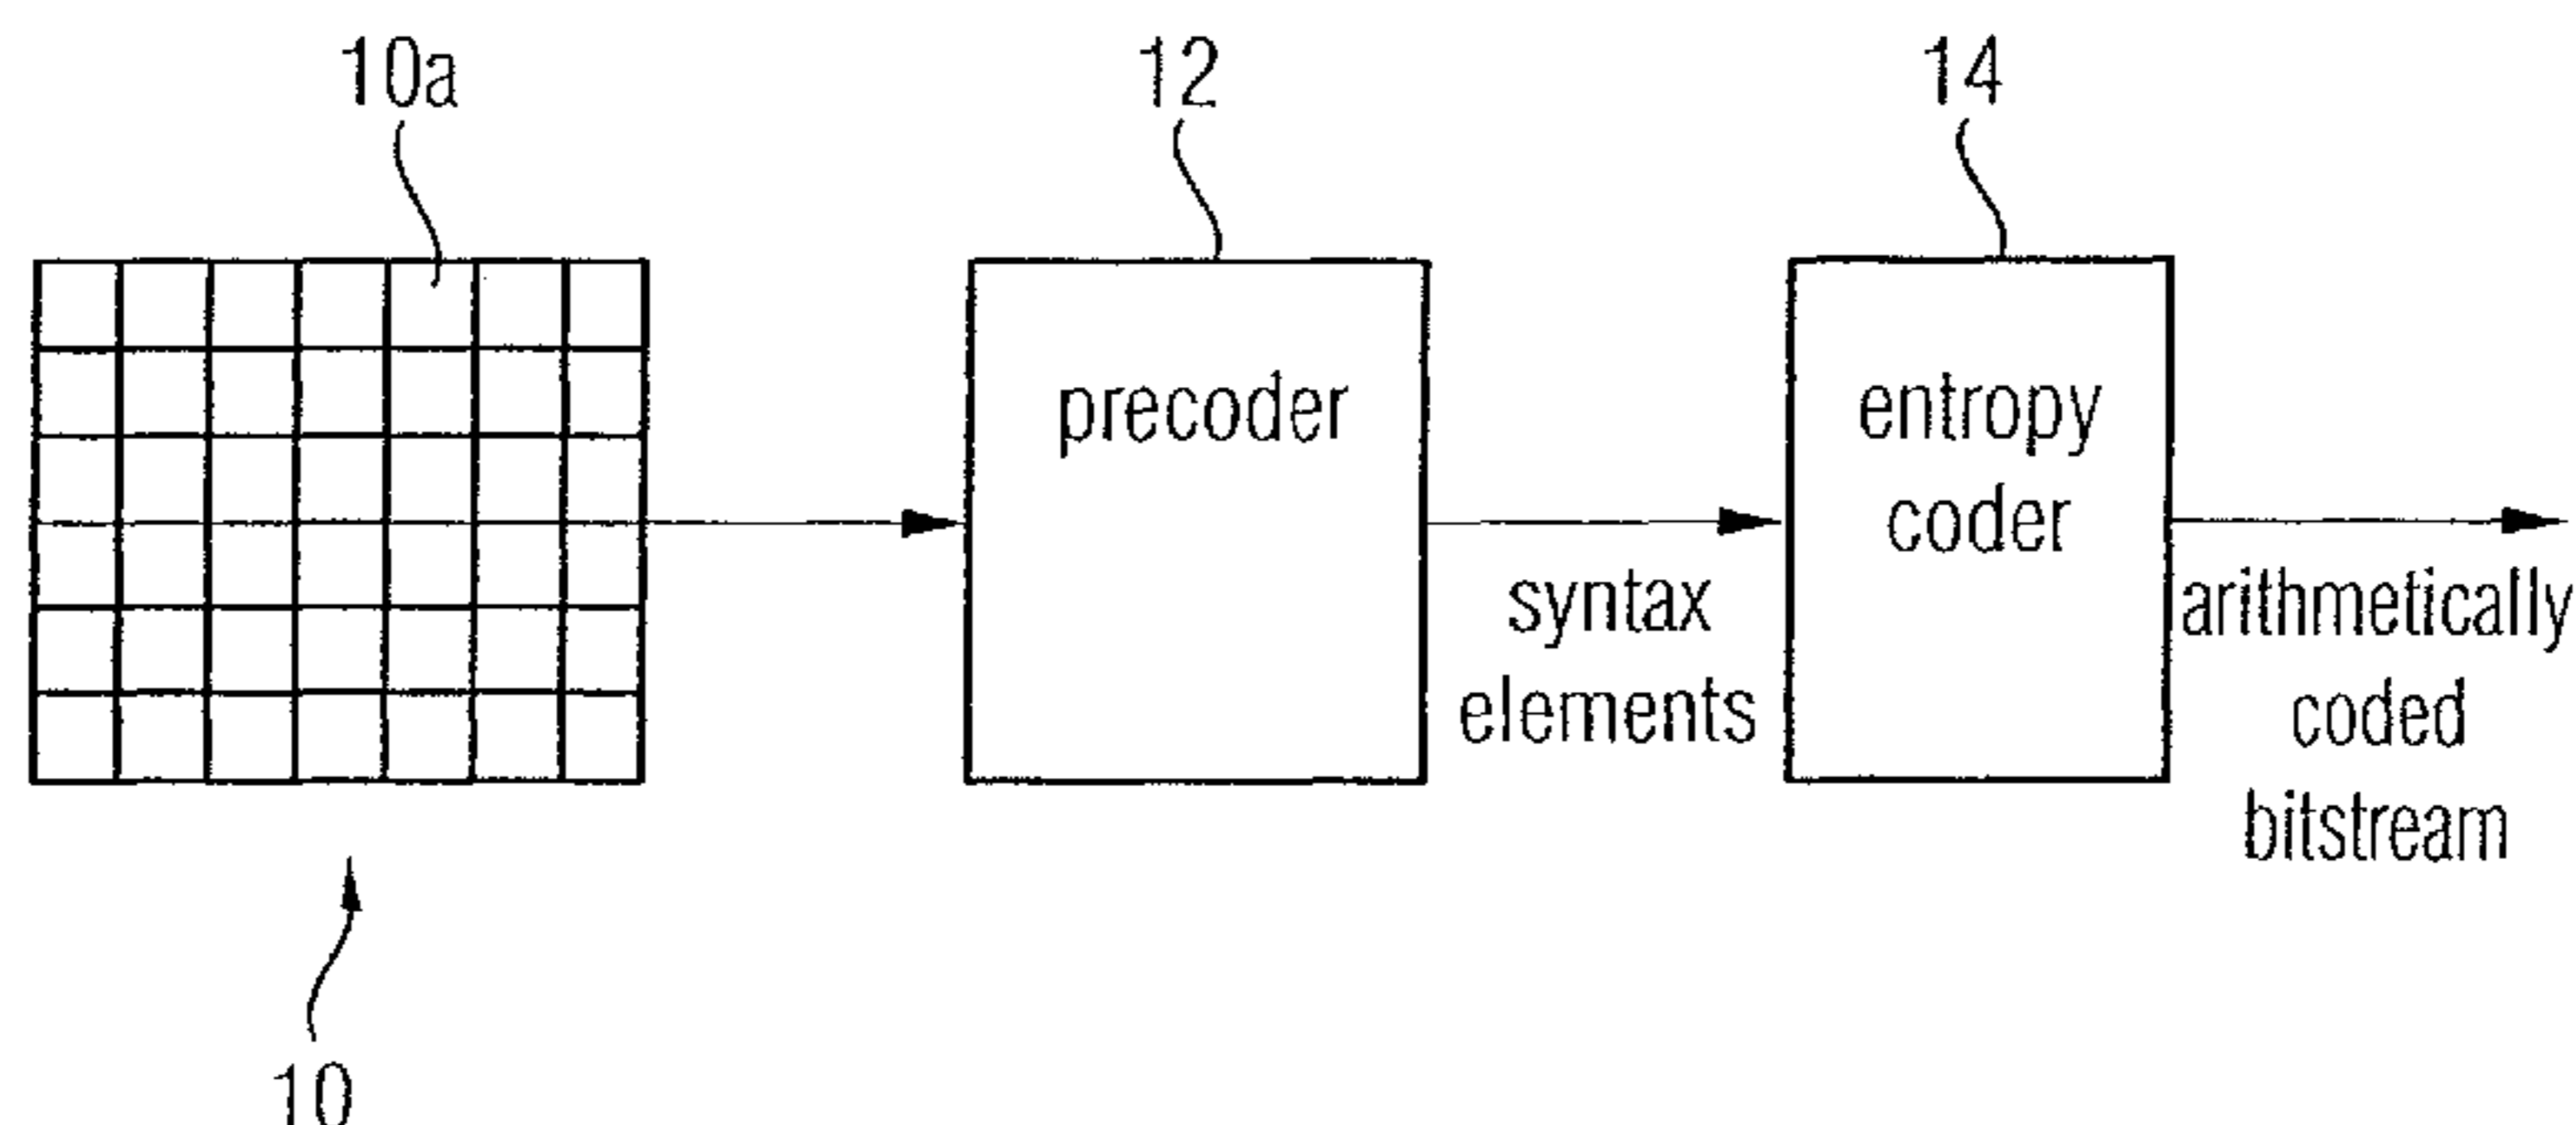 10a
12
14
precoder
entropy
coder
syntax
elements
arithmetically
coded
bitstream
10